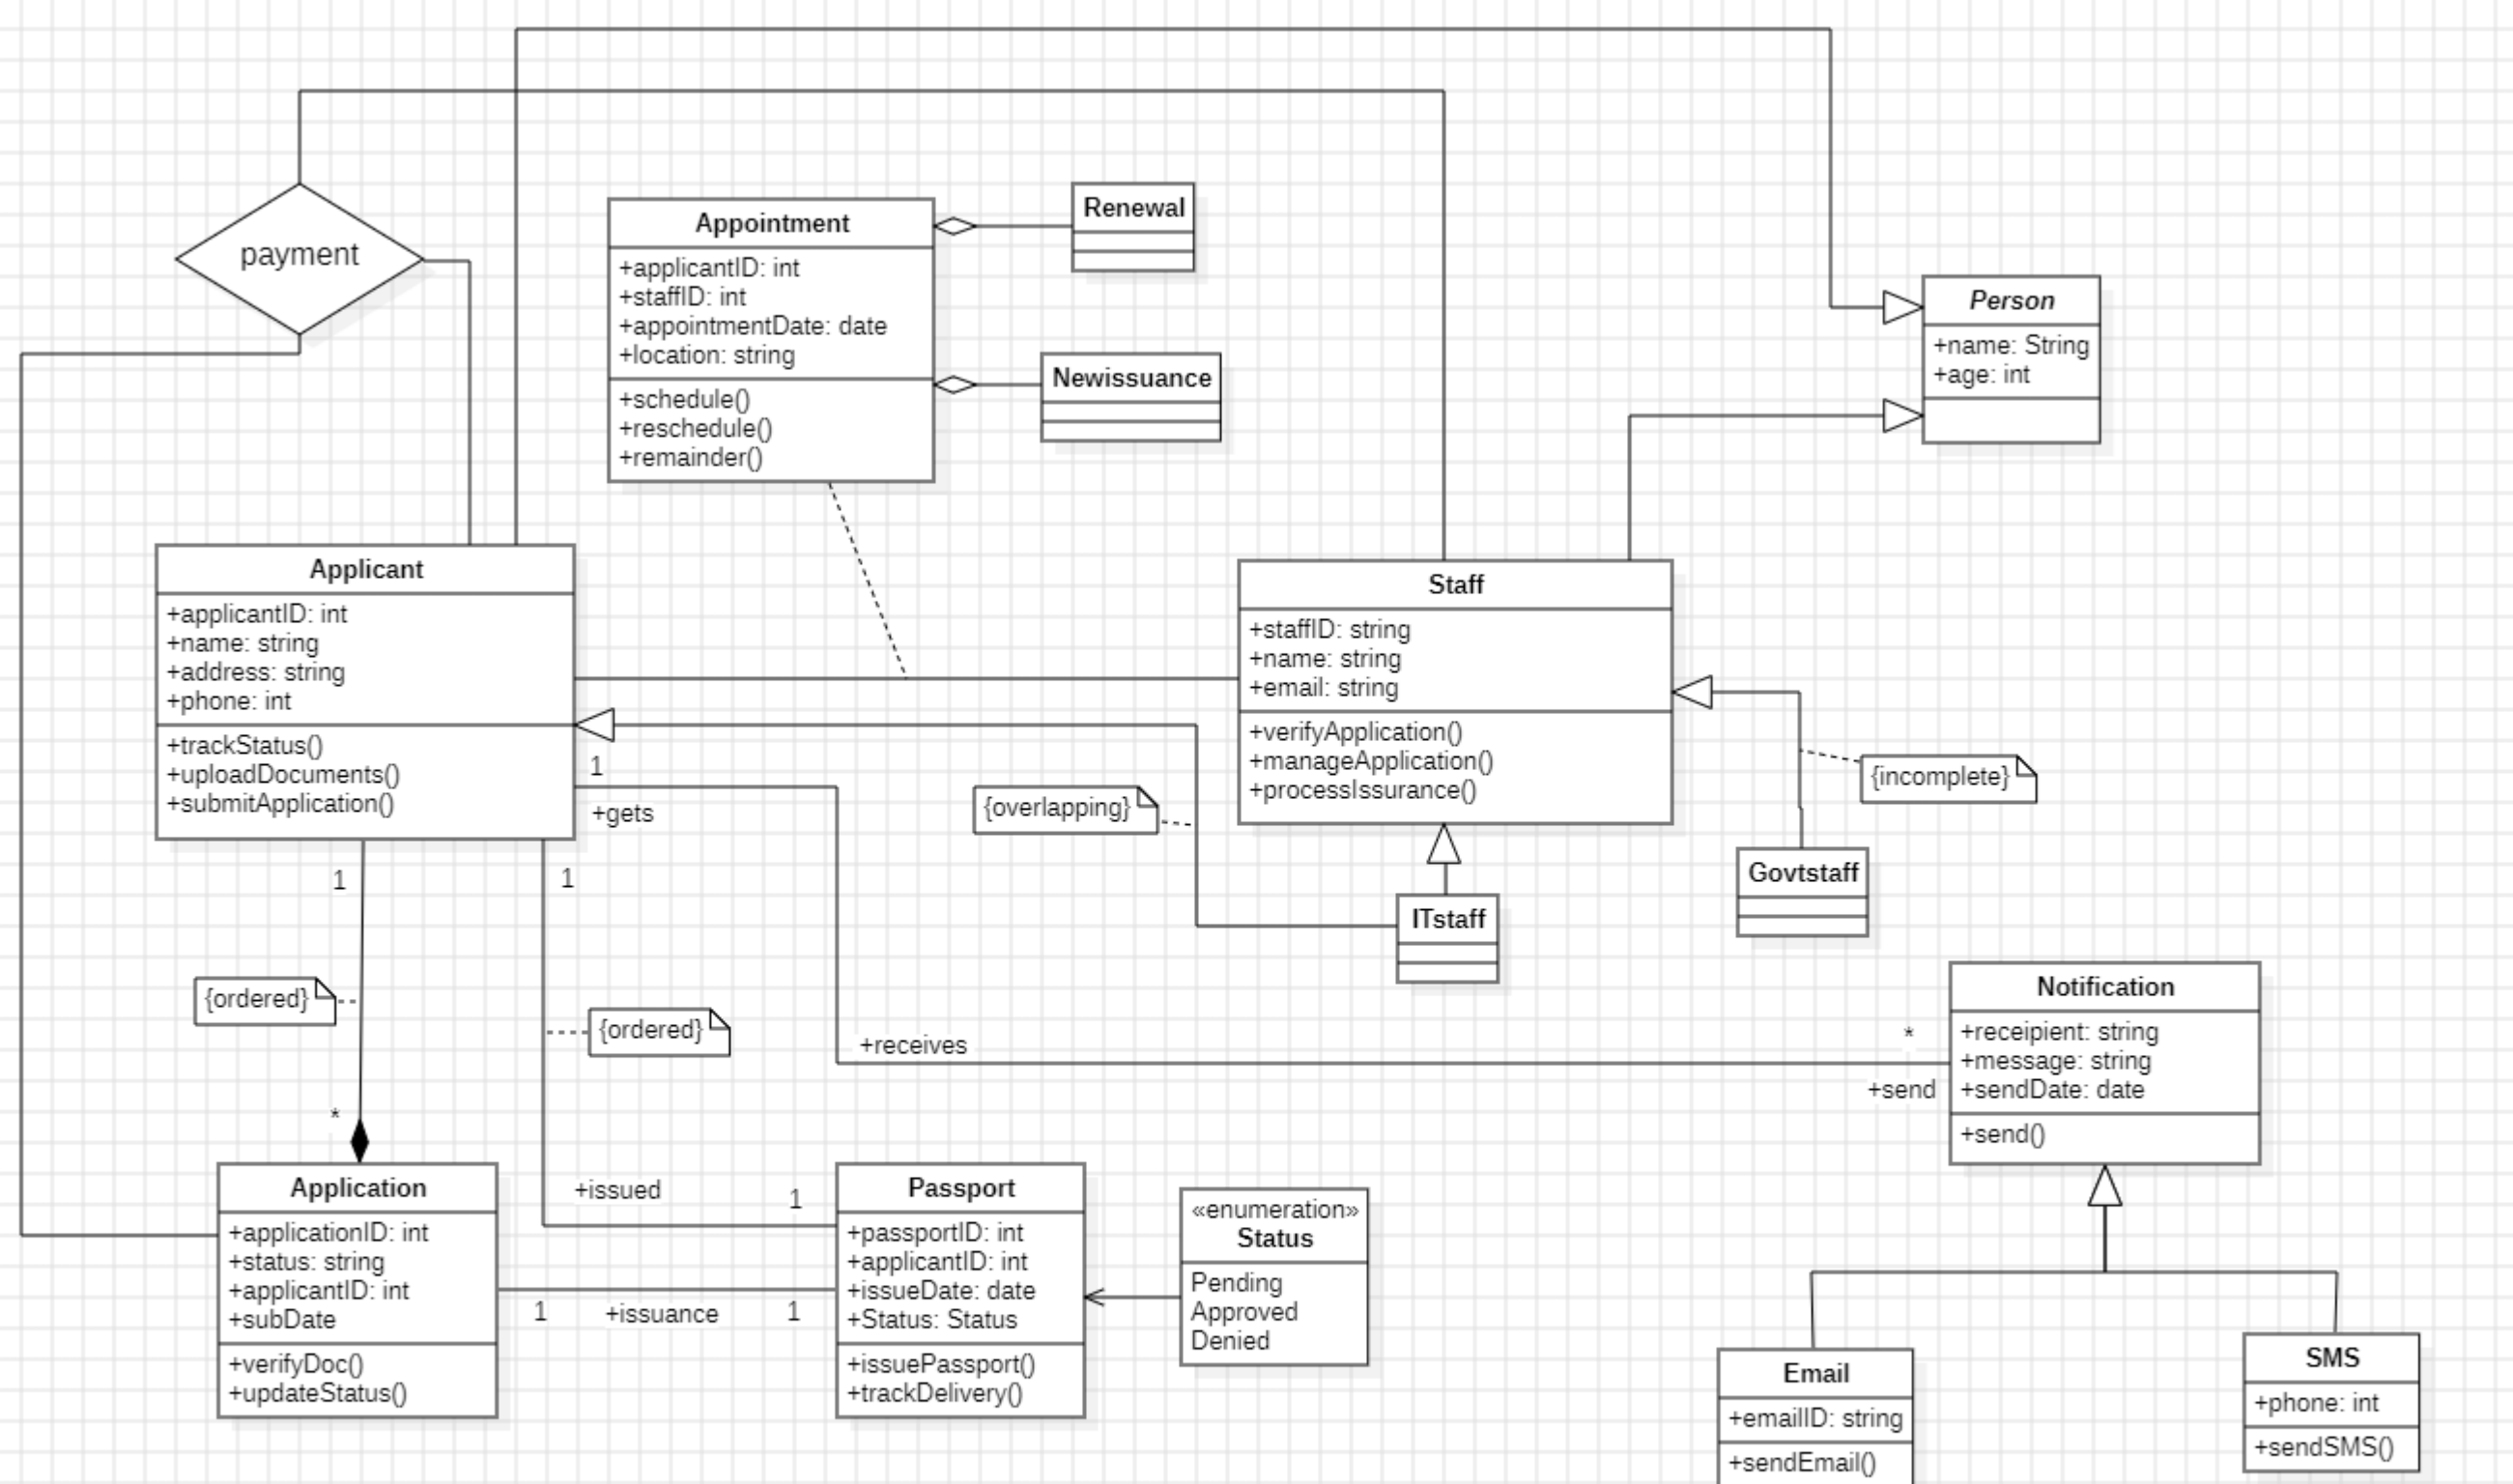 payment
Appointment
+applicantID: int
+staffID: int
+appointmentDate: date
+location: string
+schedule()
+reschedule()
+remainder()
Renewal
Newissuance
Person
+name: String
+age: int
Applicant
+applicantID: int
+name: string
+address: string
+phone: int
+trackStatus()
+uploadDocuments()
+submitApplication()
Staff
+staffID: string
+name: string
+email: string
+verifyApplication()
+manageApplication()
+processIssurance()
1
+gets
{overlapping}
{incomplete}
Govtstaff
ITstaff
1
1
{ordered}
{ordered}
+receives
*
+send
Notification
+receipient: string
+message: string
+sendDate: date
+send()
*
Application
+applicationID: int
+status: string
+applicantID: int
+subDate
+verifyDoc()
+updateStatus()
+issued
1
1
+issuance
1
Passport
+passportID: int
+applicantID: int
+issueDate: date
+Status: Status
+issuePassport()
+trackDelivery()
«enumeration»
Status
Pending
Approved
Denied
Email
+emailID: string
+sendEmail()
SMS
+phone: int
+sendSMS()